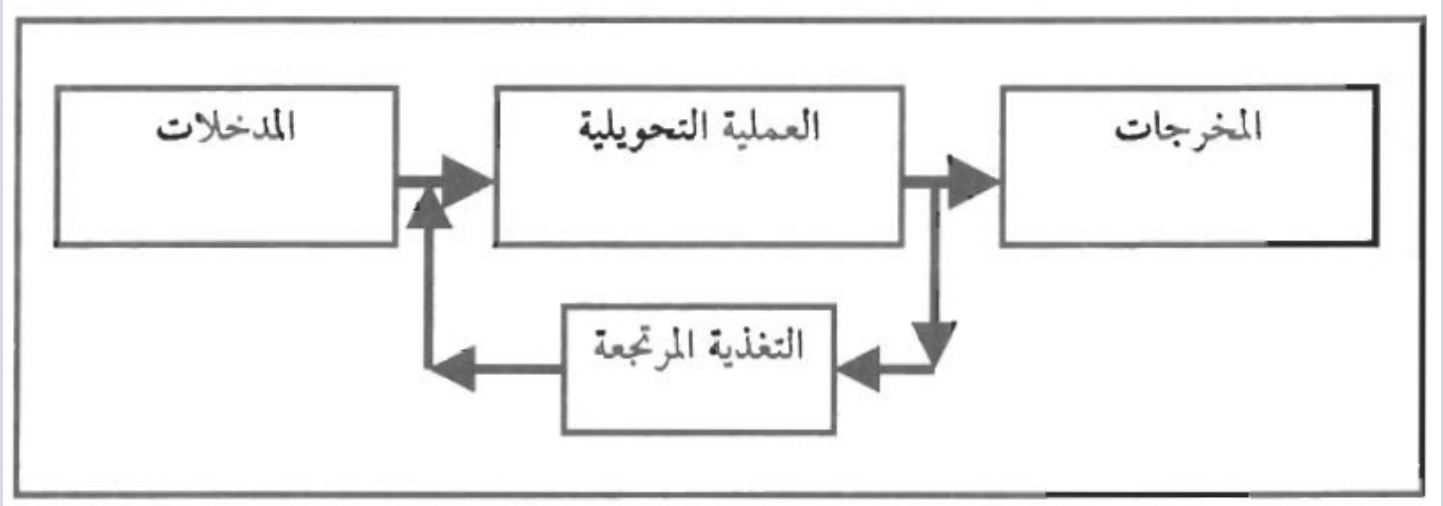 المدخلات
العملية التحويلية
المخرجات
التغذية المرتجعة